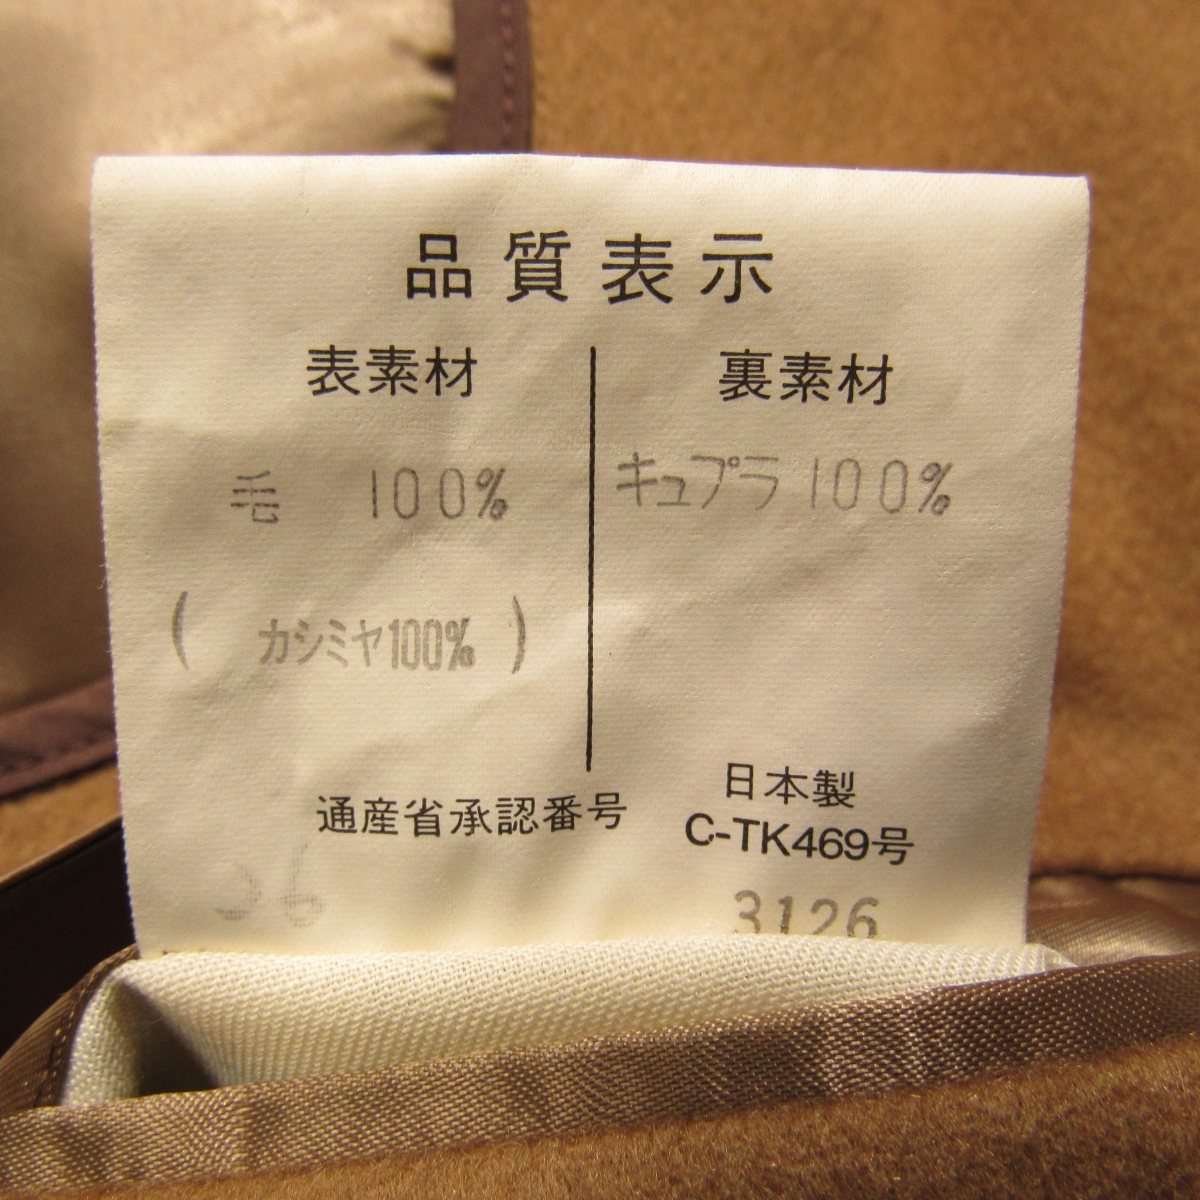 品質表示
表素材
毛 100%
( カシミヤ100% )
裏素材
キュプラ 100%
通産省承認番号
日本製
C-TK469号
3126